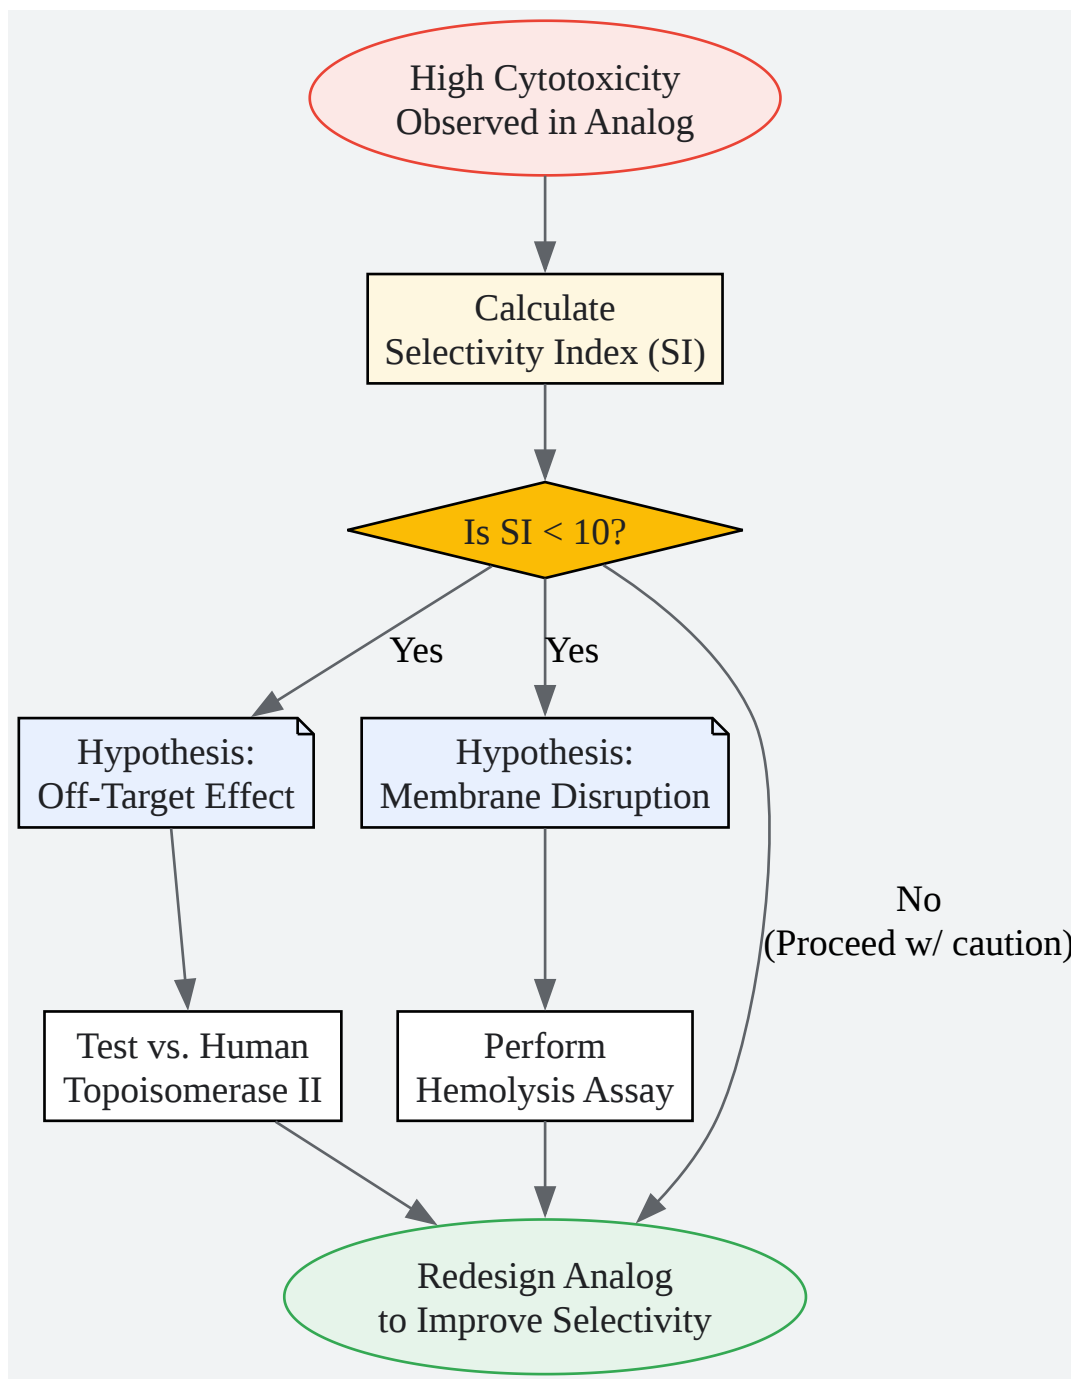 High Cytotoxicity
Observed in Analog
Calculate
Selectivity Index (SI)
Is SI < 10?
Yes
Yes
Hypothesis:
Off-Target Effect
Hypothesis:
Membrane Disruption
No
(Proceed w/ caution)
Test vs. Human
Topoisomerase II
Perform
Hemolysis Assay
Redesign Analog
to Improve Selectivity